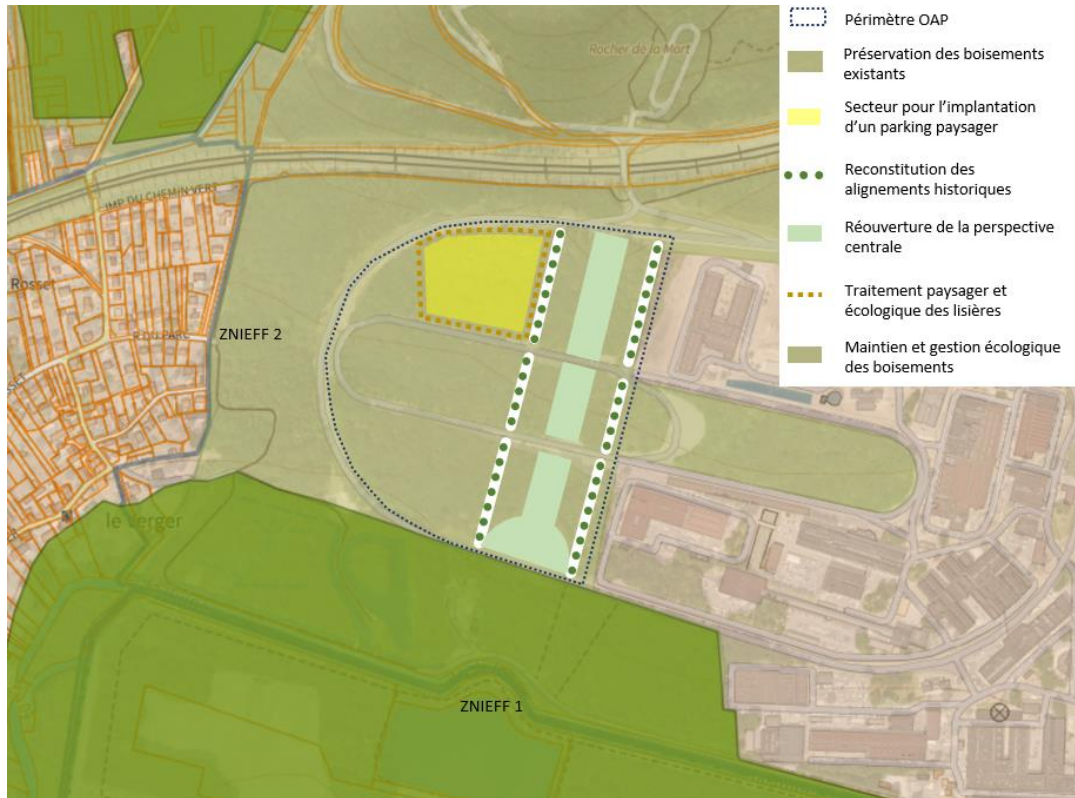 Périmètre OAP
Préservation des boisements
existants
Secteur pour l'implantation
d'un parking paysager
Reconstitution des
alignements historiques
Réouverture de la perspective
centrale
Traitement paysager et
écologique des lisières
Maintien et gestion écologique
des boisements
Rocher de la Mort
IMP DU CHEMIN VERT
Rosset
R DU PARC
ZNIEFF 2
le Verger
ZNIEFF 1